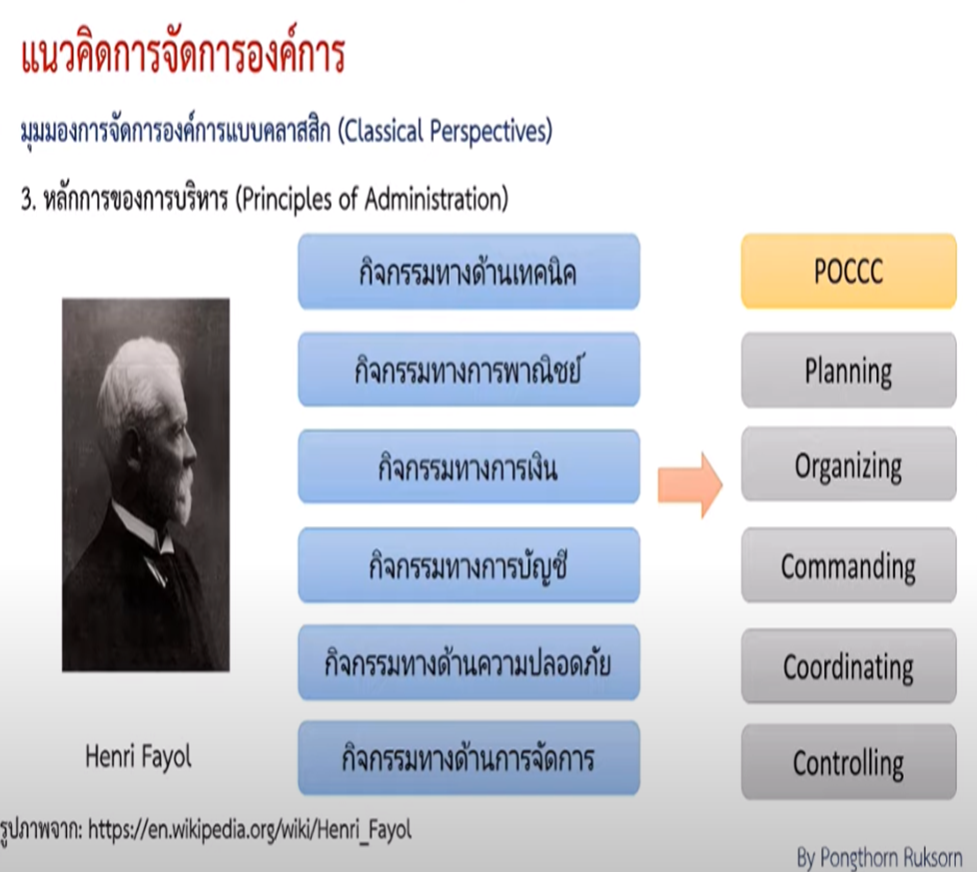 แนวคิดการจัดการองค์การ
มุมมองการจัดการองค์การแบบคลาสสิก (Classical Perspectives)
3. หลักการของการบริหาร (Principles of Administration)
กิจกรรมทางด้านเทคนิค
กิจกรรมทางการพาณิชย์
กิจกรรมทางการเงิน
กิจกรรมทางการบัญชี
กิจกรรมทางด้านความปลอดภัย
กิจกรรมทางด้านการจัดการ
POCCC
Planning
Organizing
Commanding
Coordinating
Controlling
Henri Fayol
รูปภาพจาก: https://en.wikipedia.org/wiki/Henri_Fayol
By Pongthorn Ruksorn